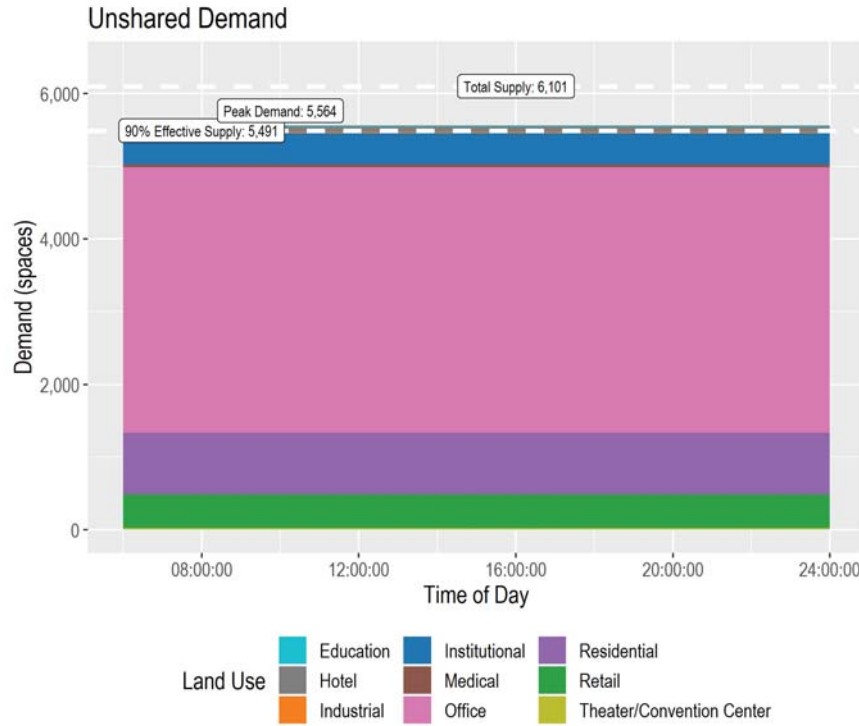 Unshared Demand
Total Supply: 6,101
Peak Demand: 5,564
90% Effective Supply: 5,491
6,000
4,000
2,000
0
Demand (spaces)
08:00:00 12:00:00 16:00:00 20:00:00 24:00:00
Time of Day
Land Use
Education Institutional Residential
Hotel Medical Retail
Industrial Office Theater/Convention Center